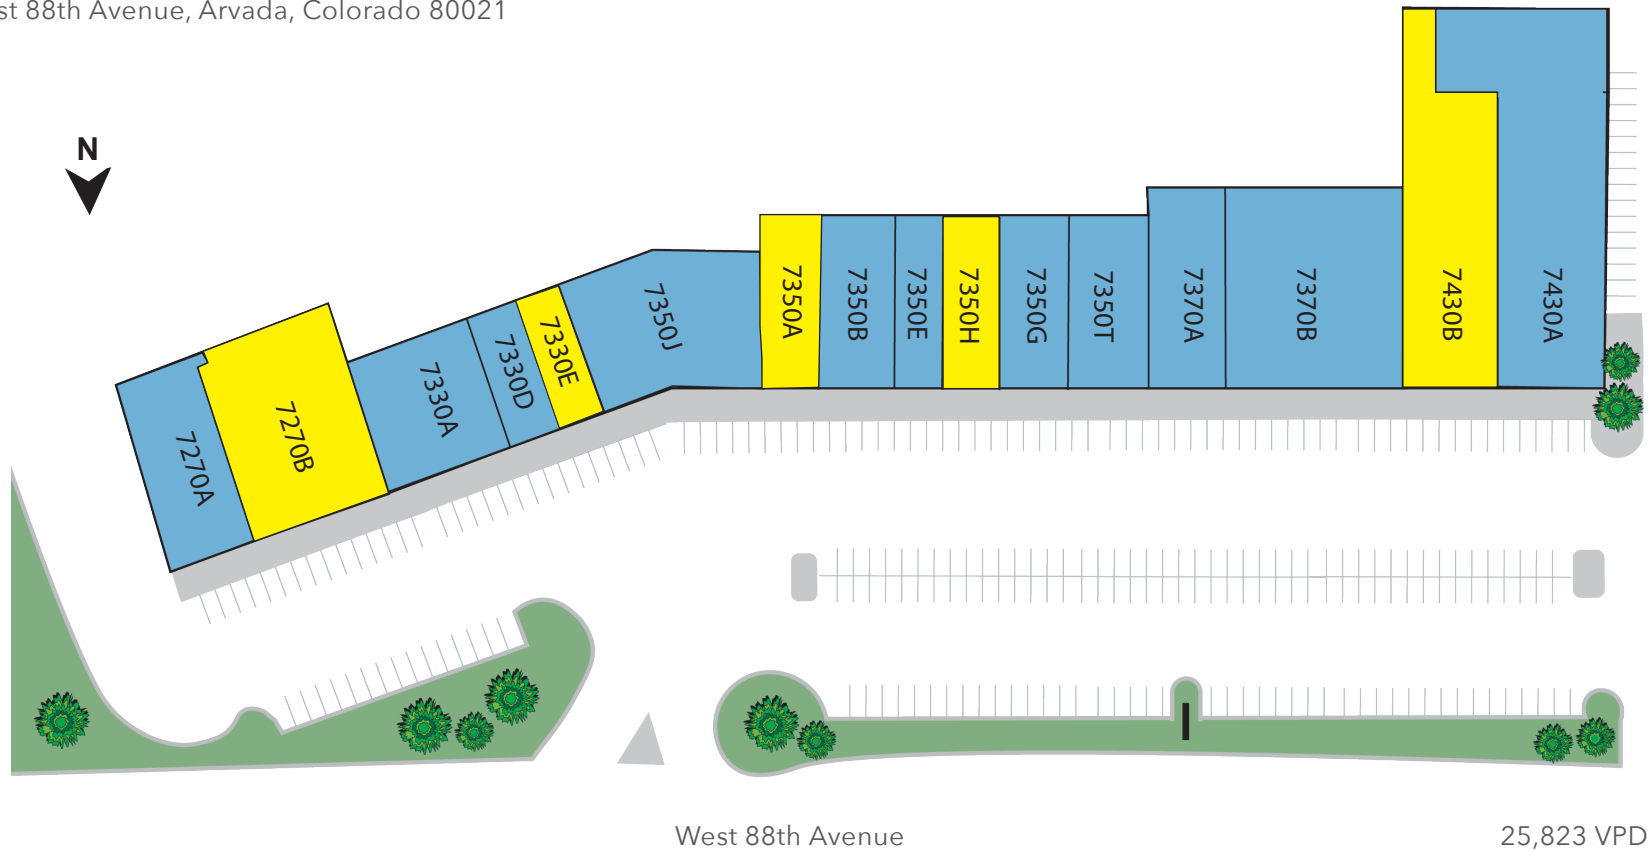 st 88th Avenue, Arvada, Colorado 80021
N
7270A
7270B
7330A
7330D
7330E
7350J
7350A
7350B
7350E
7350H
7350G
7350T
7370A
7370B
7430B
7430A
West 88th Avenue
25,823 VPD